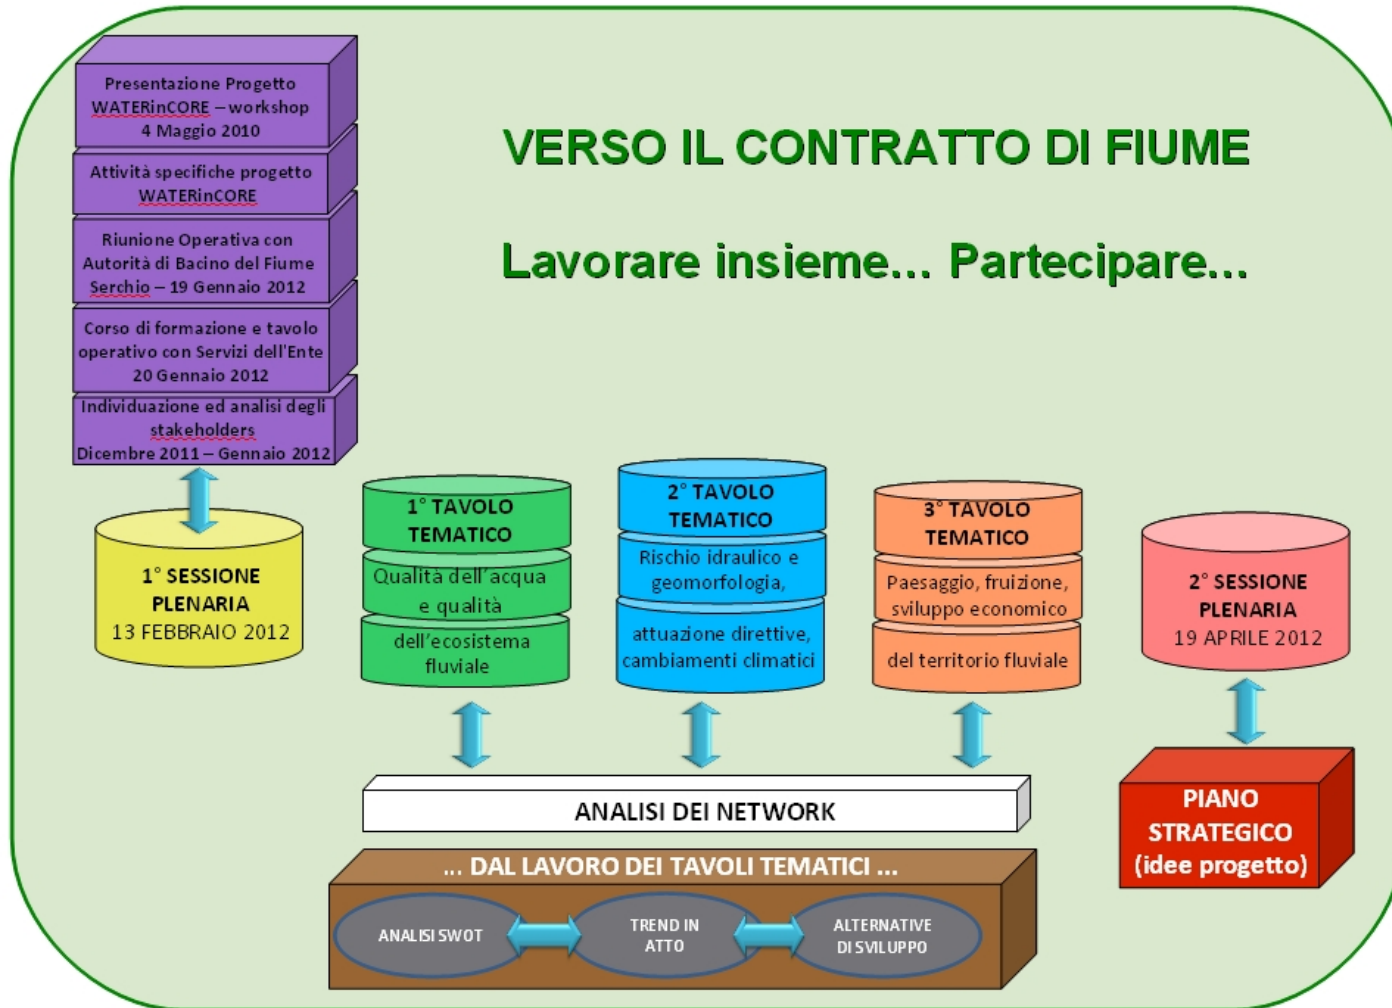 Presentazione Progetto
WATERinCORE – workshop
4 Maggio 2010
Attività specifiche progetto
WATERinCORE
Riunione Operativa con
Autorità di Bacino del Fiume
Serchio – 19 Gennaio 2012
Corso di formazione e tavolo
operativo con Servizi dell'Ente
20 Gennaio 2012
Individuazione ed analisi degli
stakeholders
Dicembre 2011 – Gennaio 2012
VERSO IL CONTRATTO DI FIUME
Lavorare insieme... Partecipare...
1° SESSIONE
PLENARIA
13 FEBBRAIO 2012
1° TAVOLO
TEMATICO
Qualità dell'acqua
e qualità
dell'ecosistema
fluviale
2° TAVOLO
TEMATICO
Rischio idraulico e
geomorfologia,
attuazione direttive,
cambiamenti climatici
3° TAVOLO
TEMATICO
Paesaggio, fruizione,
sviluppo economico
del territorio fluviale
2° SESSIONE
PLENARIA
19 APRILE 2012
ANALISI DEI NETWORK
... DAL LAVORO DEI TAVOLI TEMATICI ...
ANALISI SWOT
TREND IN
ATTO
ALTERNATIVE
DI SVILUPPO
PIANO
STRATEGICO
(idee progetto)